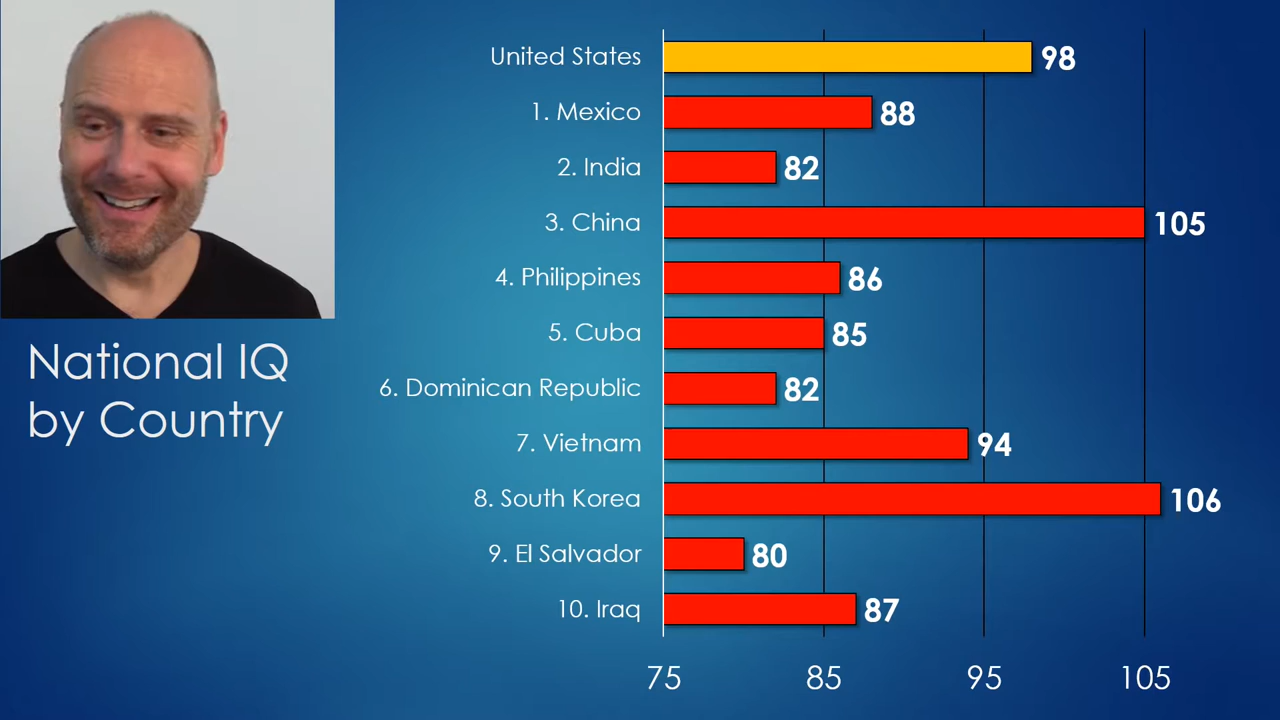 National IQ
by Country
United States 98
1. Mexico 88
2. India 82
3. China 105
4. Philippines 86
5. Cuba 85
6. Dominican Republic 82
7. Vietnam 94
8. South Korea 106
9. El Salvador 80
10. Iraq 87
75 85 95 105